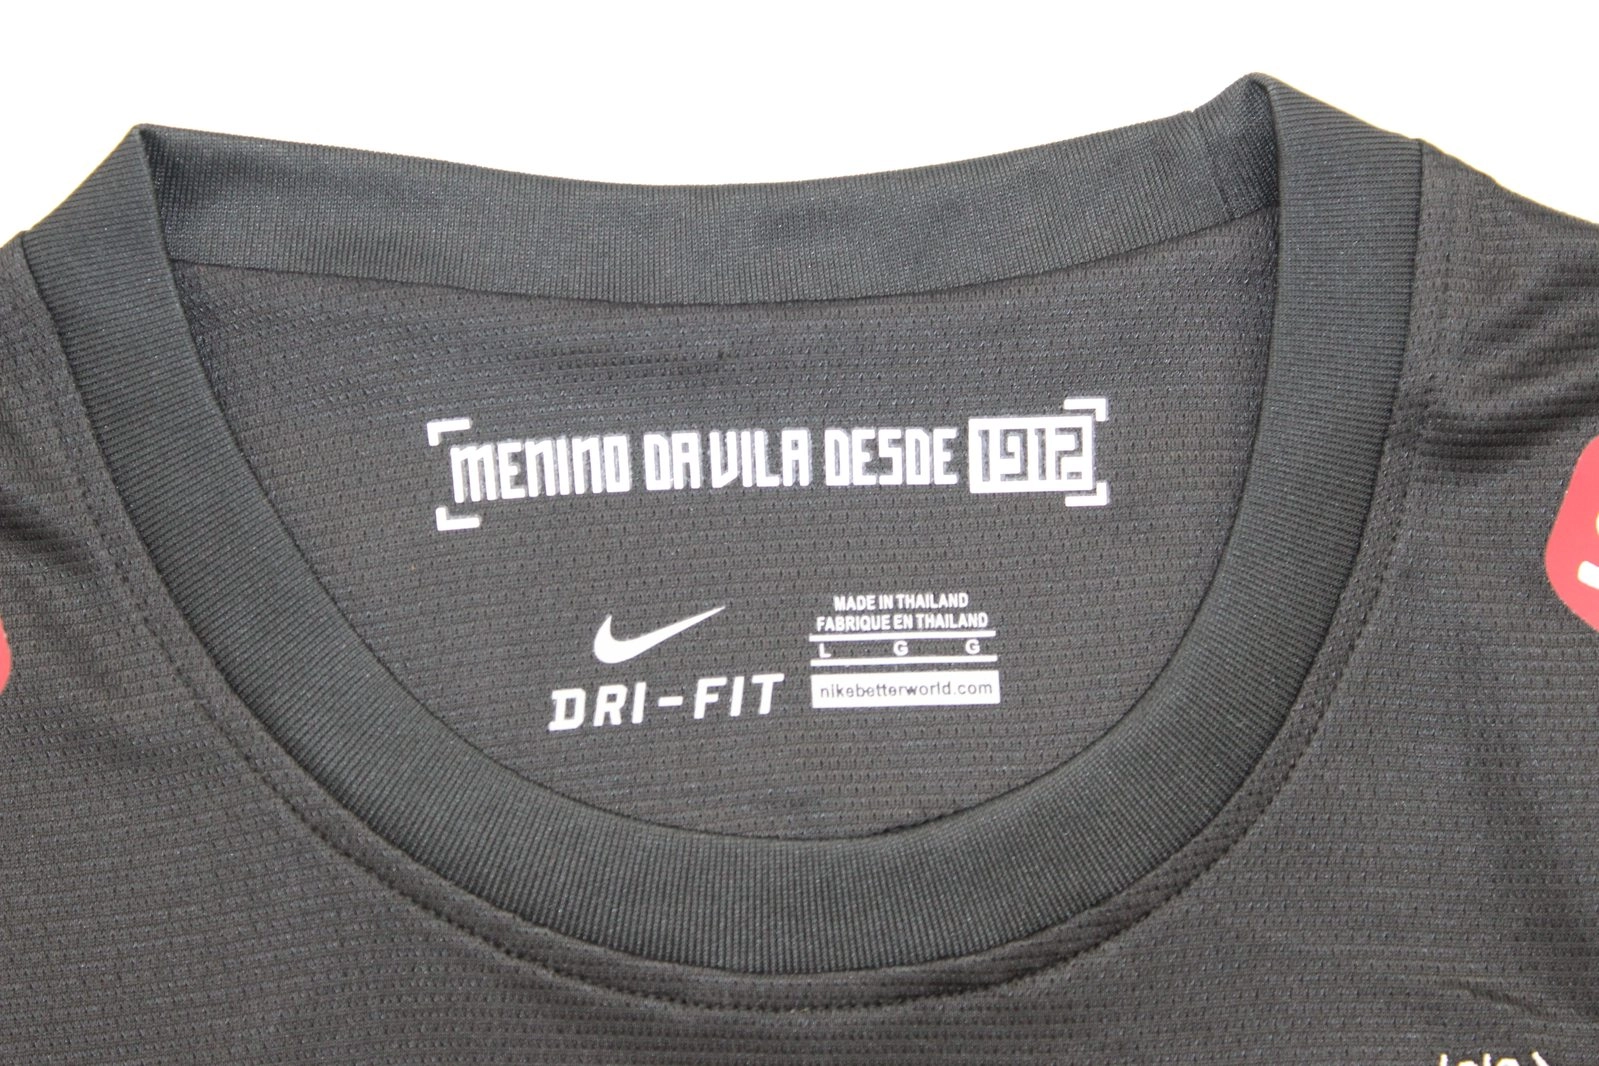 MENINO DA VILA DESDE 1912
DRI-FIT
MADE IN THAILAND
FABRIQUE EN THAILAND
L G G
nikebetterworld.com